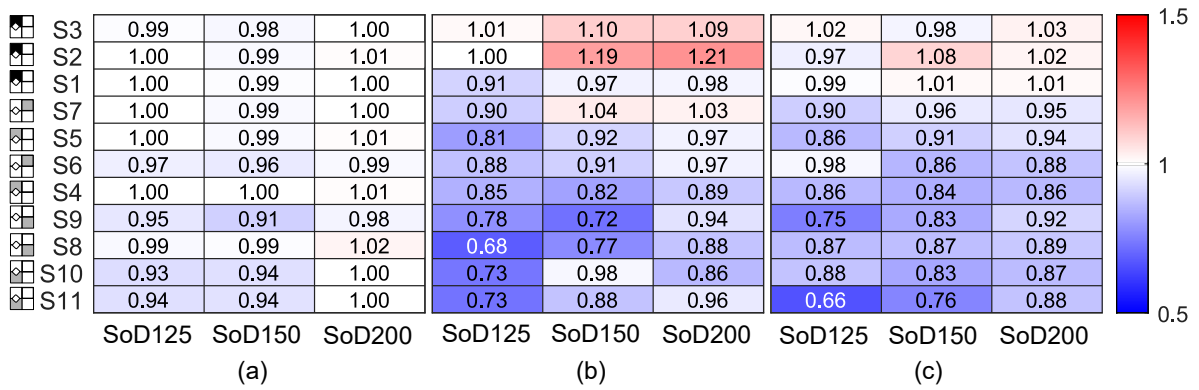 S3 0.99 0.98 1.00 1.01 1.10 1.09 1.02 0.98 1.03 1.5
S2 1.00 0.99 1.01 1.00 1.19 1.21 0.97 1.08 1.02
S1 1.00 0.99 1.00 0.91 0.97 0.98 0.99 1.01 1.01
S7 1.00 0.99 1.00 0.90 1.04 1.03 0.90 0.96 0.95
S5 1.00 0.99 1.01 0.81 0.92 0.97 0.86 0.91 0.94
S6 0.97 0.96 0.99 0.88 0.91 0.97 0.98 0.86 0.88 1
S4 1.00 1.00 1.01 0.85 0.82 0.89 0.86 0.84 0.86
S9 0.95 0.91 0.98 0.78 0.72 0.94 0.75 0.83 0.92
S8 0.99 0.99 1.02 0.68 0.77 0.88 0.87 0.87 0.89
S10 0.93 0.94 1.00 0.73 0.98 0.86 0.88 0.83 0.87
S11 0.94 0.94 1.00 0.73 0.88 0.96 0.66 0.76 0.88 0.5
SoD125 SoD150 SoD200 SoD125 SoD150 SoD200 SoD125 SoD150 SoD200
(a) (b) (c)